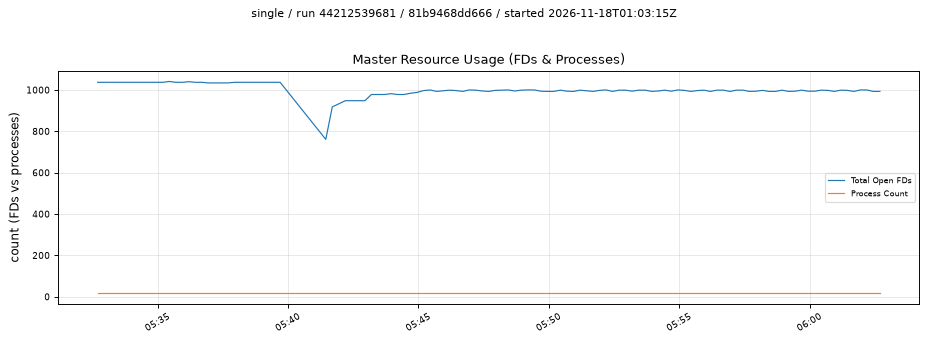 single / run 44212539681 / 81b9468dd666 / started 2026-11-18T01:03:15Z
Master Resource Usage (FDs & Processes)
count (FDs vs processes)
1000
800
600
400
200
0
Total Open FDs
Process Count
05:35
05:40
05:45
05:50
05:55
06:00